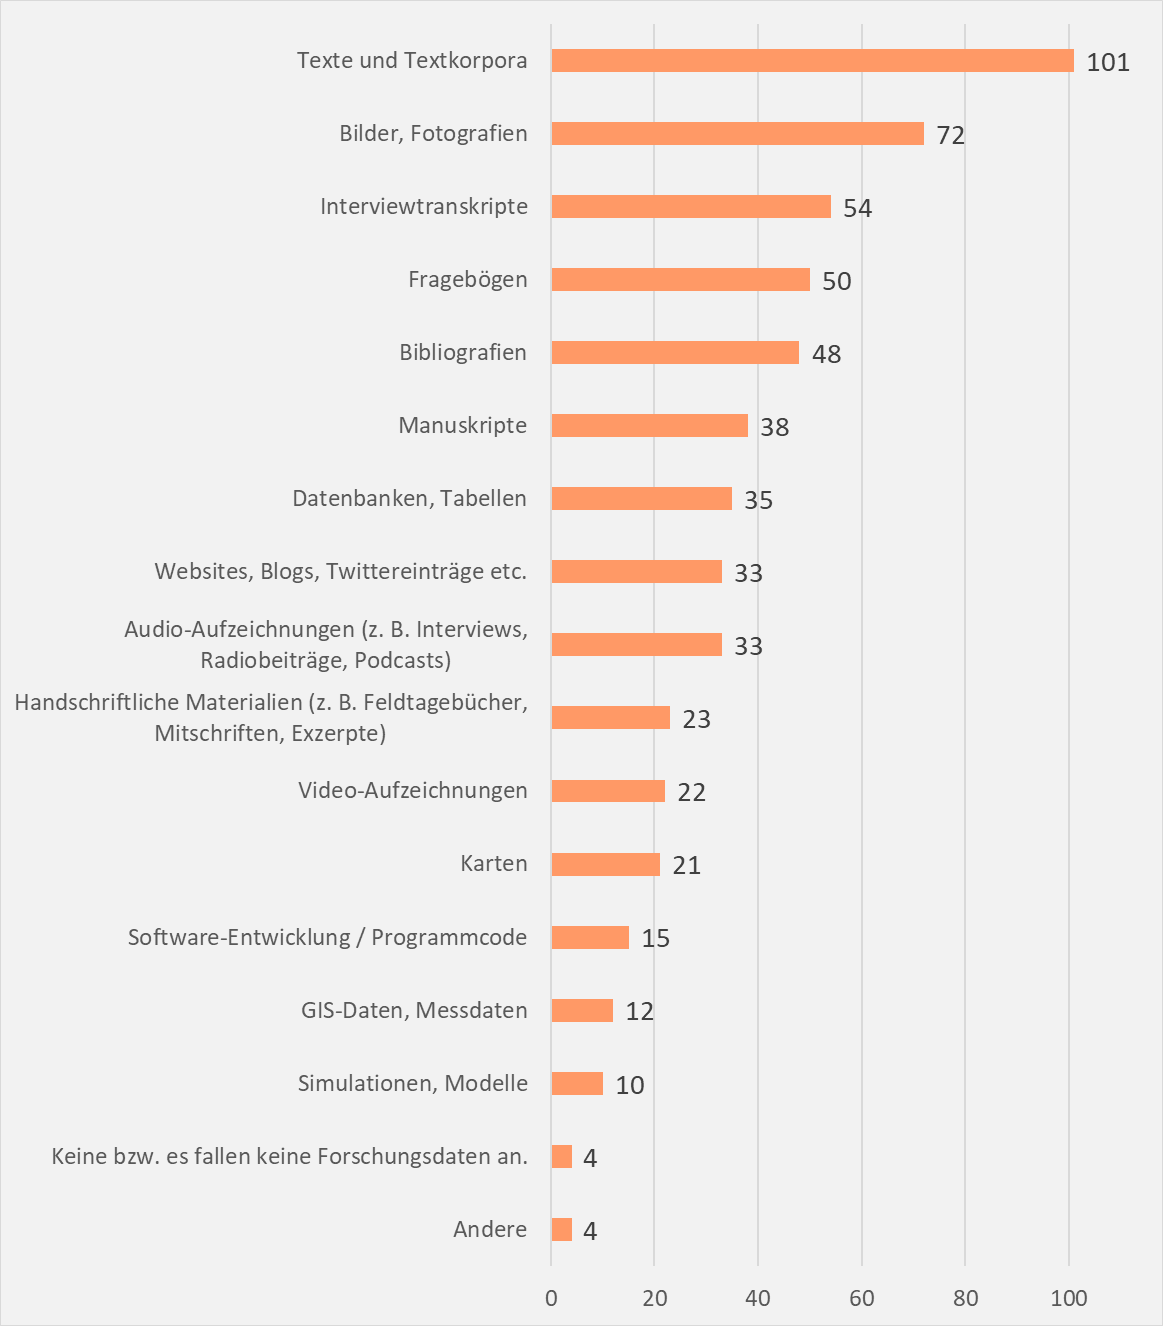 Texte und Textkorpora 101
Bilder, Fotografien 72
Interviewtranskripte 54
Fragebögen 50
Bibliografien 48
Manuskripte 38
Datenbanken, Tabellen 35
Websites, Blogs, Twittereinträge etc. 33
Audio-Aufzeichnungen (z. B. Interviews,
Radiobeiträge, Podcasts) 33
Handschriftliche Materialien (z. B. Feldtagebücher,
Mitschriften, Exzerpte) 23
Video-Aufzeichnungen 22
Karten 21
Software-Entwicklung / Programmcode 15
GIS-Daten, Messdaten 12
Simulationen, Modelle 10
Keine bzw. es fallen keine Forschungsdaten an. 4
Andere 4
0 20 40 60 80 100